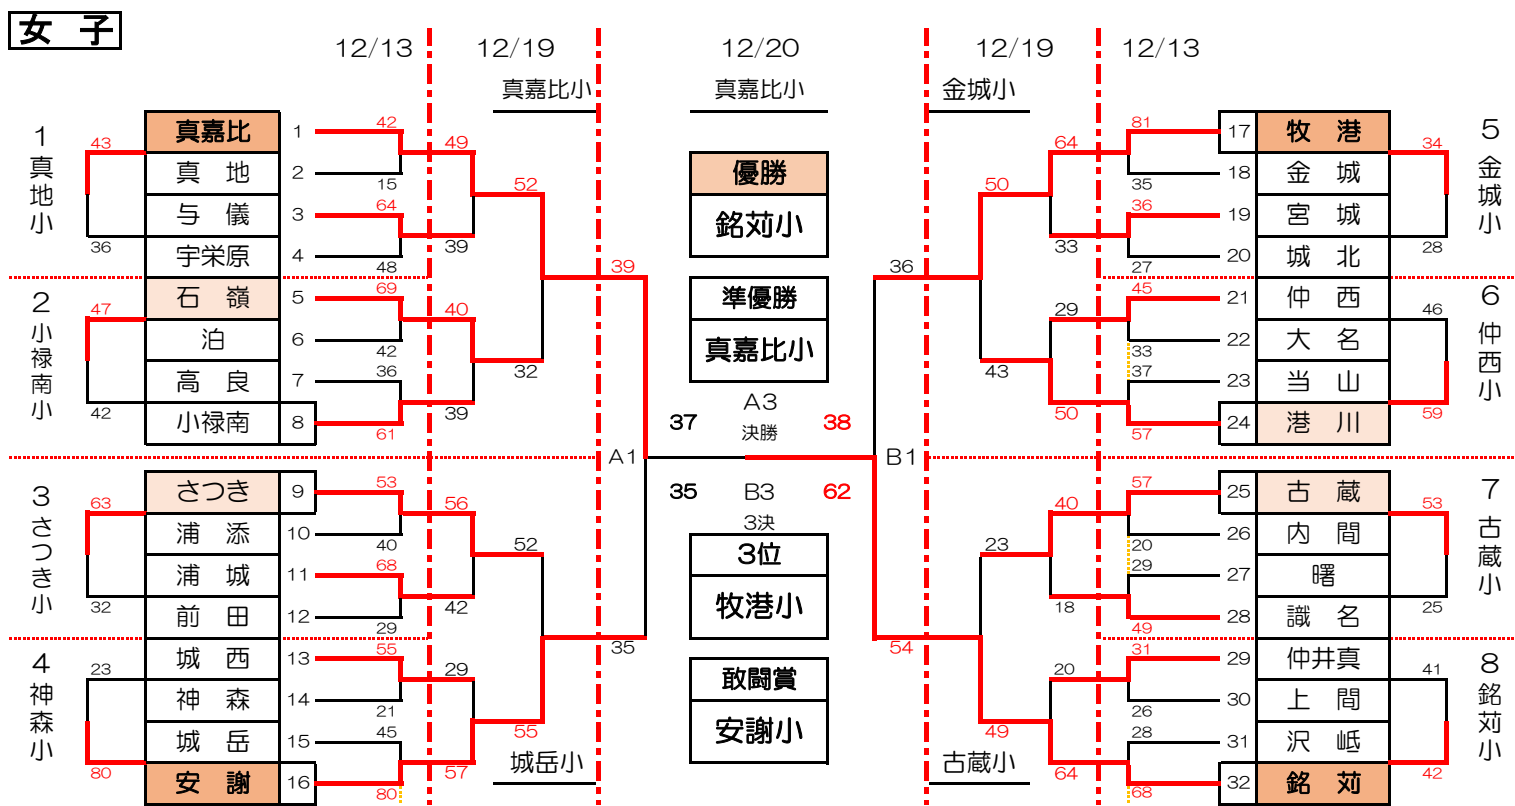 女 子
12/13 12/19 12/20 12/19 12/13
真嘉比小 真嘉比小 金城小
1 真地小
43 36
真嘉比 1 42
真 地 2 15
与 儀 3 64
宇栄原 4 48
49 39
2 小禄南小
47 42
石 嶺 5 69
泊 6 42
高 良 7 36
小禄南 8 61
40 39
52 32
3 さつき小
63 32
さつき 9 53
浦 添 10 40
浦 城 11 68
前 田 12 29
56 42
4 神森小
23 80
城 西 13 55
神 森 14 21
城 岳 15 45
安 謝 16 80
29 57
52 55
城岳小
39 A1 35
優勝
銘苅小
準優勝
真嘉比小
A3
37 決勝 38
35 B3 62
3決
3位
牧港小
敢闘賞
安謝小
36 B1 54
5 金城小
34 28
81 17 牧 港
35 18 金 城
36 19 宮 城
27 20 城 北
64 33
6 仲西小
46 59
45 21 仲 西
33 22 大 名
37 23 当 山
57 24 港 川
29 50
50 43
7 古蔵小
53 25
57 25 古 蔵
20 26 内 間
29 27 曙
49 28 識 名
40 18
8 銘苅小
41 42
31 29 仲井真
26 30 上 間
28 31 沢 岻
68 32 銘 苅
20 64
23 49
古蔵小